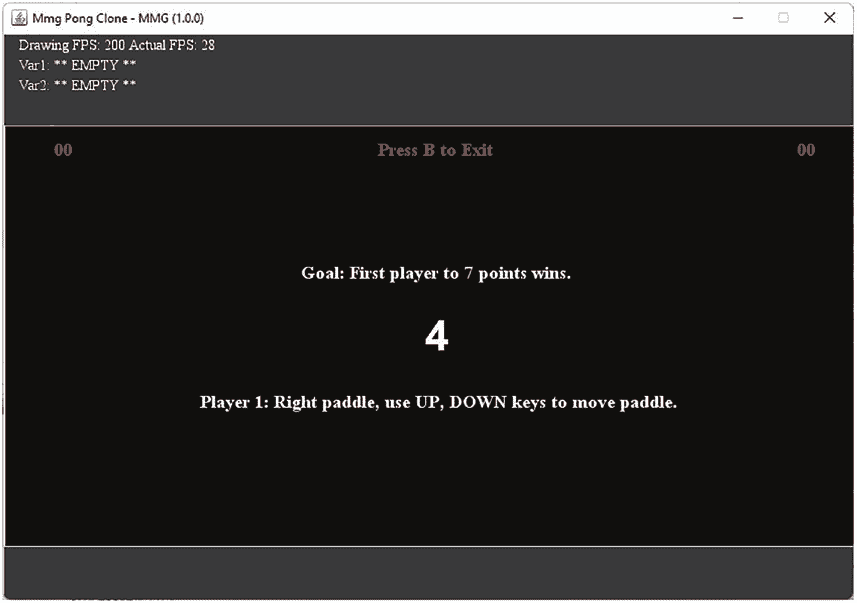 Mmg Pong Clone - MMG (1.0.0)
Drawing FPS: 200 Actual FPS: 28
Var1: ** EMPTY **
Var2: ** EMPTY **
00 Press B to Exit 00
Goal: First player to 7 points wins.
4
Player 1: Right paddle, use UP, DOWN keys to move paddle.